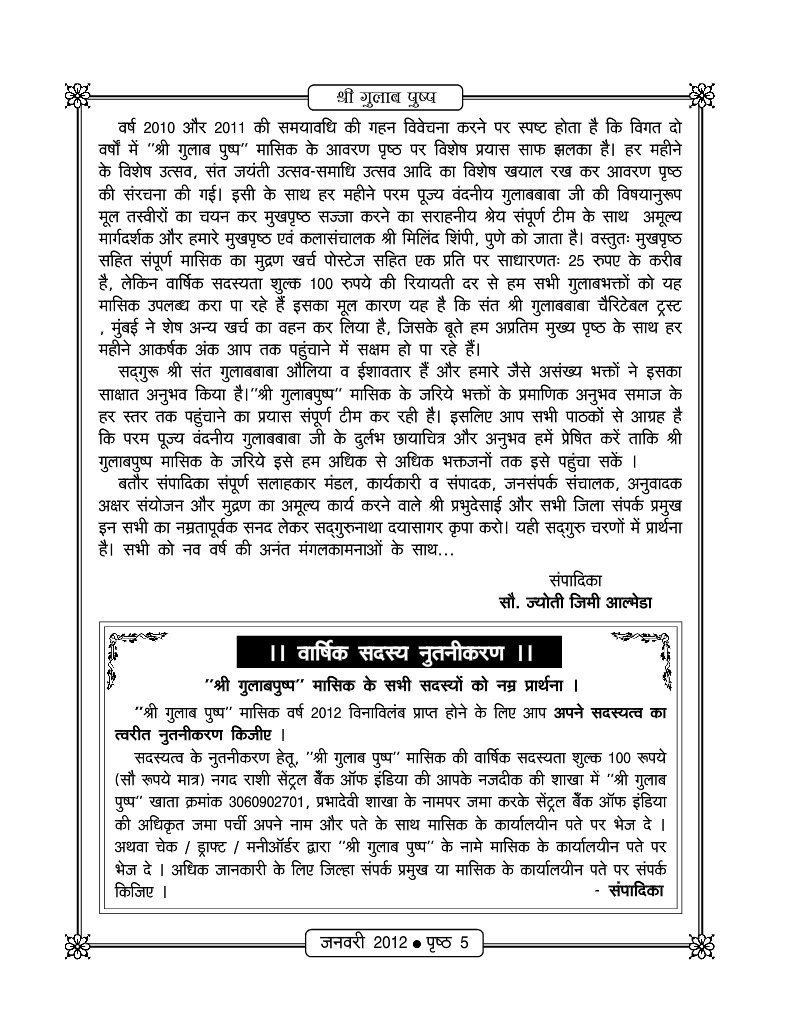 श्री गुलाब पुष्प
वर्ष 2010 और 2011 की समयावधि की गहन विवेचना करने पर स्पष्ट होता है कि विगत दो
वर्षों में ″श्री गुलाब पुष्प″ मासिक के आवरण पृष्ठ पर विशेष प्रयास साफ झलका है। हर महीने
के विशेष उत्सव, संत जयंती उत्सव-समाधि उत्सव आदि का विशेष खयाल रख कर आवरण पृष्ठ
की संरचना की गई। इसी के साथ हर महीने परम पूज्य वंदनीय गुलाबबाबा जी की विषयानुरूप
मूल तस्वीरों का चयन कर मुखपृष्ठ सज्जा करने का सराहनीय श्रेय संपूर्ण टीम के साथ अमूल्य
मार्गदर्शक और हमारे मुखपृष्ठ एवं कलासंचालक श्री मिलिंद शिंपी, पुणे को जाता है। वस्तुतः मुखपृष्ठ
सहित संपूर्ण मासिक का मुद्रण खर्च पोस्टेज सहित एक प्रति पर साधारणतः 25 रुपए के करीब
है, लेकिन वार्षिक सदस्यता शुल्क 100 रुपये की रियायती दर से हम सभी गुलाबभक्तों को यह
मासिक उपलब्ध करा पा रहे हैं इसका मूल कारण यह है कि संत श्री गुलाबबाबा चैरिटेबल ट्रस्ट
, मुंबई ने शेष अन्य खर्च का वहन कर लिया है, जिसके बूते हम अप्रतिम मुख्य पृष्ठ के साथ हर
महीने आकर्षक अंक आप तक पहुंचाने में सक्षम हो पा रहे हैं।
सद्‌गुरू श्री संत गुलाबबाबा औलिया व ईशावतार हैं और हमारे जैसे असंख्य भक्तों ने इसका
साक्षात अनुभव किया है।″श्री गुलाबपुष्प″ मासिक के जरिये भक्तों के प्रमाणिक अनुभव समाज के
हर स्तर तक पहुंचाने का प्रयास संपूर्ण टीम कर रही है। इसलिए आप सभी पाठकों से आग्रह है
कि परम पूज्य वंदनीय गुलाबबाबा जी के दुर्लभ छायाचित्र और अनुभव हमें प्रेषित करें ताकि श्री
गुलाबपुष्प मासिक के जरिये इसे हम अधिक से अधिक भक्तजनों तक इसे पहुंचा सकें ।
बतौर संपादिका संपूर्ण सलाहकार मंडल, कार्यकारी व संपादक, जनसंपर्क संचालक, अनुवादक
अक्षर संयोजन और मुद्रण का अमूल्य कार्य करने वाले श्री प्रभुदेसाई और सभी जिला संपर्क प्रमुख
इन सभी का नम्रतापूर्वक सनद लेकर सद्‌गुरुनाथा दयासागर कृपा करो। यही सद्‌गुरु चरणों में प्रार्थना
है। सभी को नव वर्ष की अनंत मंगलकामनाओं के साथ...
संपादिका
सौ. ज्योती जिमी आल्मेडा
।। वार्षिक सदस्य नुतनीकरण ।।
″श्री गुलाबपुष्प″ मासिक के सभी सदस्यों को नम्र प्रार्थना ।
″श्री गुलाब पुष्प″ मासिक वर्ष 2012 विनाविलंब प्राप्त होने के लिए आप अपने सदस्यत्व का
त्वरीत नुतनीकरण किजीए ।
सदस्यत्व के नुतनीकरण हेतू, ″श्री गुलाब पुष्प″ मासिक की वार्षिक सदस्यता शुल्क 100 रूपये
(सौ रूपये मात्र) नगद राशी सेंट्रल बैंक ऑफ इंडिया की आपके नजदीक की शाखा में ″श्री गुलाब
पुष्प″ खाता क्रमांक 3060902701, प्रभादेवी शाखा के नामपर जमा करके सेंट्रल बैंक ऑफ इंडिया
की अधिकृत जमा पर्ची अपने नाम और पते के साथ मासिक के कार्यालयीन पते पर भेज दे ।
अथवा चेक / ड्राफ्ट / मनीऑर्डर द्वारा ″श्री गुलाब पुष्प″ के नामे मासिक के कार्यालयीन पते पर
भेज दे । अधिक जानकारी के लिए जिल्हा संपर्क प्रमुख या मासिक के कार्यालयीन पते पर संपर्क
किजिए । - संपादिका
जनवरी 2012 ● पृष्ठ 5